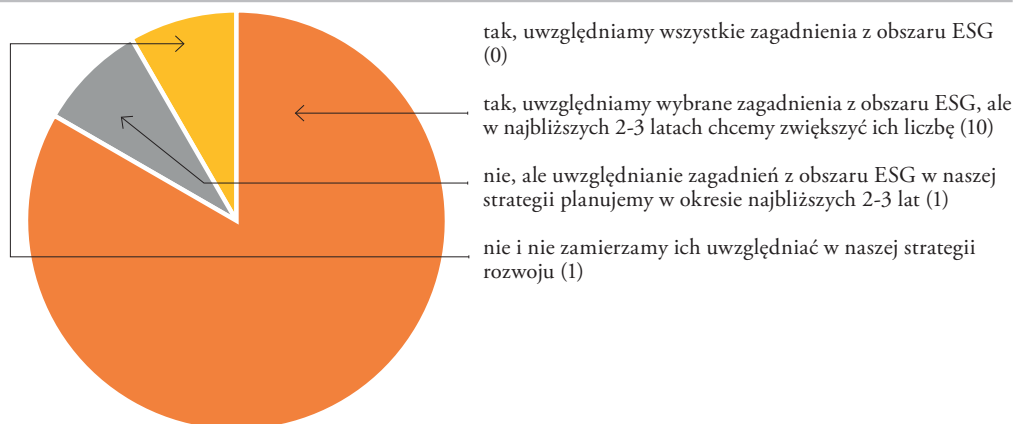 tak, uwzględniamy wszystkie zagadnienia z obszaru ESG
(0)
tak, uwzględniamy wybrane zagadnienia z obszaru ESG, ale
w najbliższych 2-3 latach chcemy zwiększyć ich liczbę (10)
nie, ale uwzględnianie zagadnień z obszaru ESG w naszej
strategii planujemy w okresie najbliższych 2-3 lat (1)
nie i nie zamierzamy ich uwzględniać w naszej strategii
rozwoju (1)